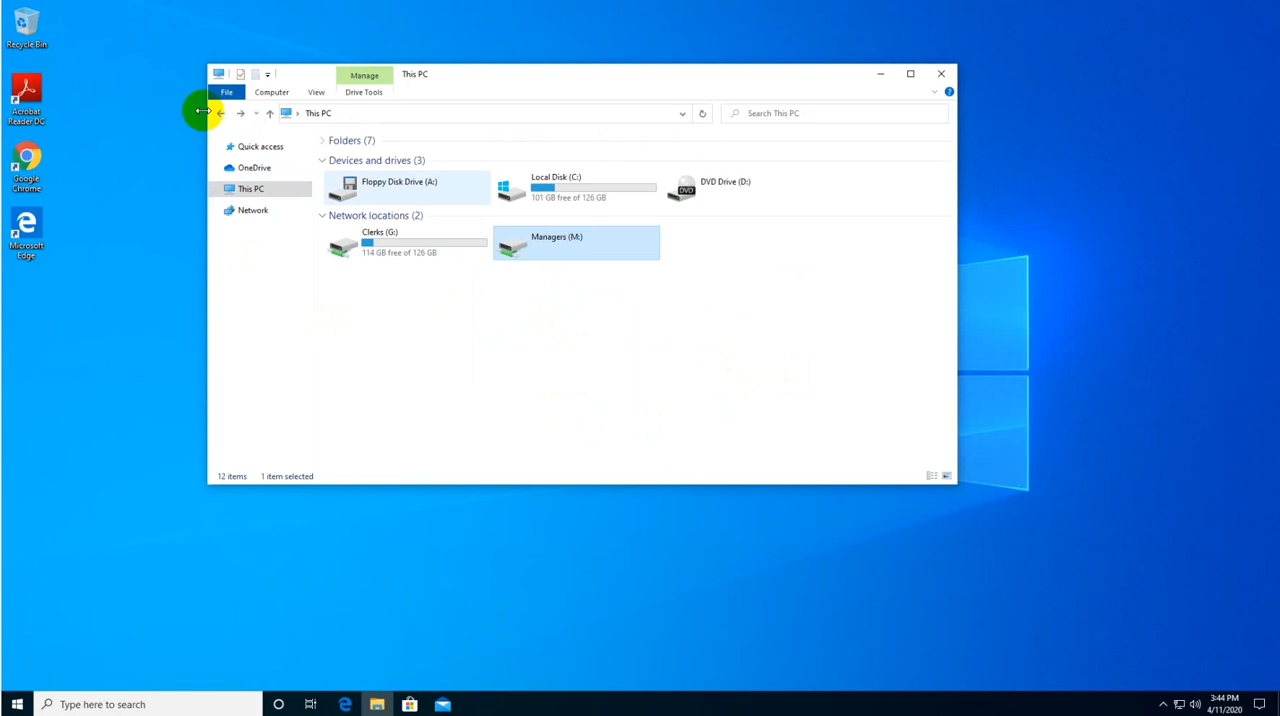 Recycle Bin
Acrobat
Reader DC
Google
Chrome
Microsoft
Edge
Manage
This PC
File
Computer
View
Drive Tools
This PC
Search This PC
Quick access
OneDrive
This PC
Network
Folders (7)
Devices and drives (3)
Floppy Disk Drive (A:)
Local Disk (C:)
101 GB free of 126 GB
DVD Drive (D:)
DVD
Network locations (2)
Clerks (G:)
114 GB free of 126 GB
Managers (M:)
12 items
1 item selected
Type here to search
3:44 PM
4/11/2020